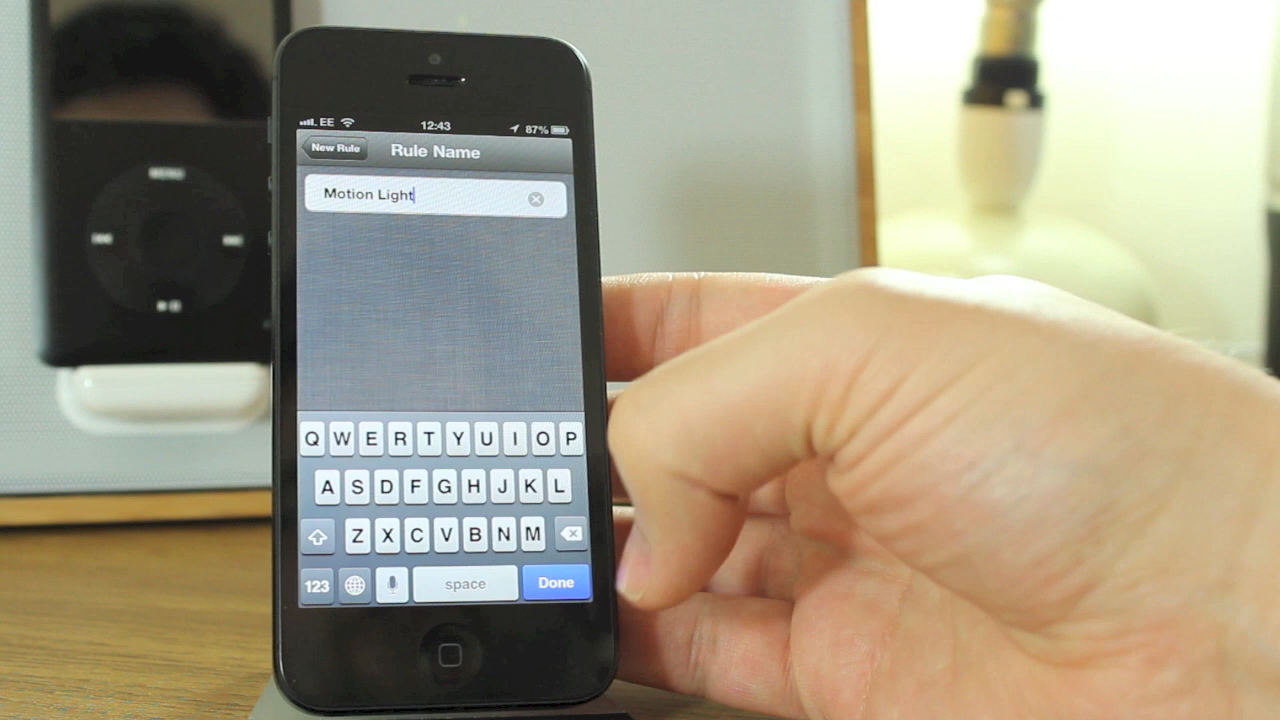 MENU
EE 12:43 87%
New Rule Rule Name
Motion Light
Q W E R T Y U I O P
A S D F G H J K L
Z X C V B N M
123 space Done